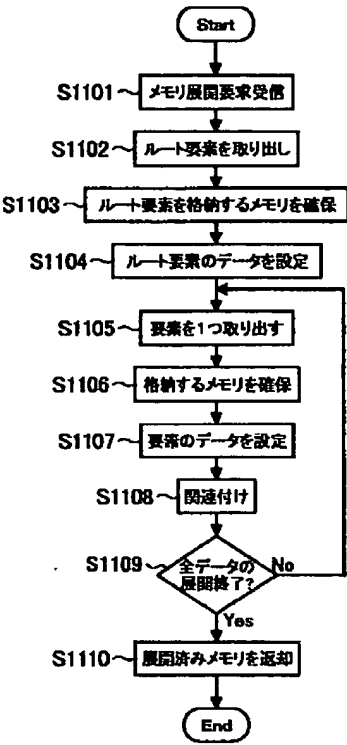 Start
S1101 メモリ展開要求受信
S1102 ルート要素を取り出し
S1103 ルート要素を格納するメモリを確保
S1104 ルート要素のデータを設定
S1105 要素を1つ取り出す
S1106 格納するメモリを確保
S1107 要素のデータを設定
S1108 関連付け
S1109 全データの
展開終了?
No
Yes
S1110 展開済みメモリを返却
End